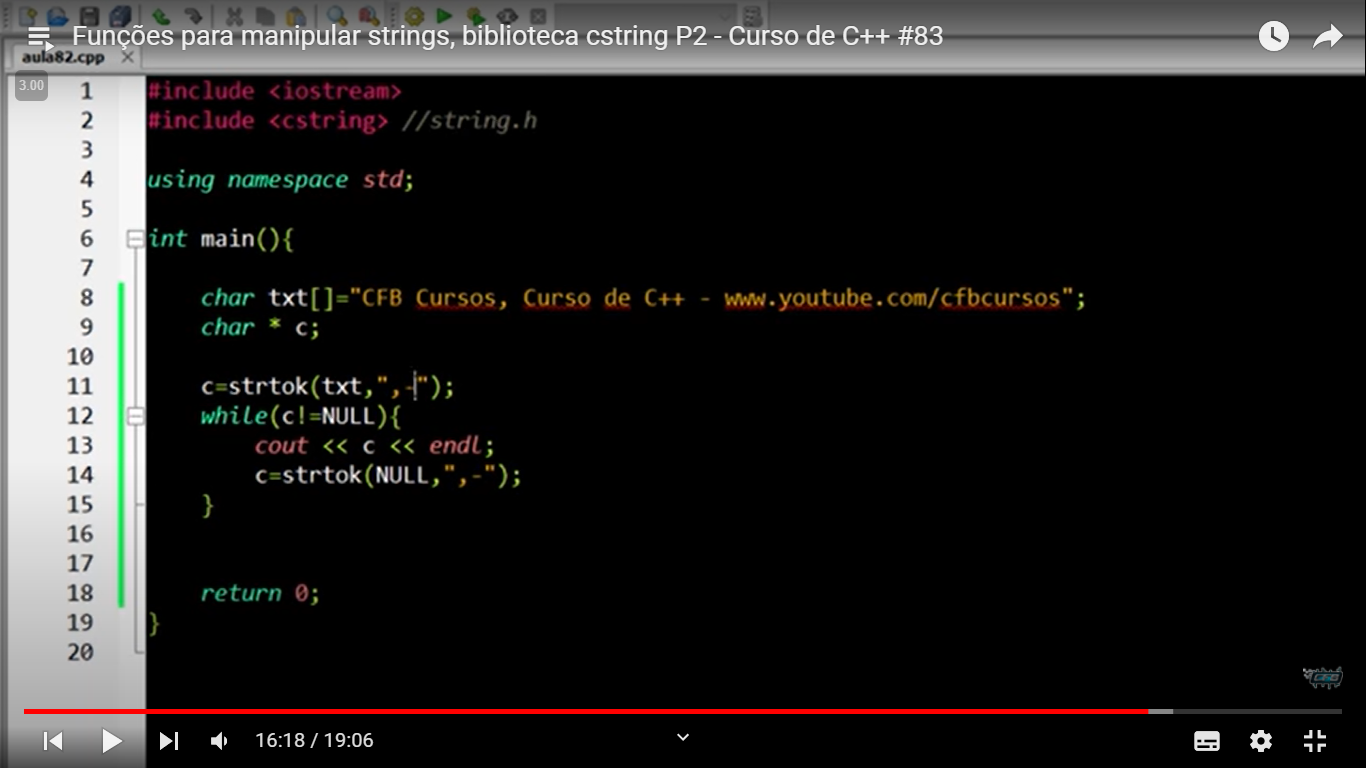 Funções para manipular strings, biblioteca cstring P2 - Curso de C++ #83
aula82.cpp
3.00
1 #include <iostream>
2 #include <cstring> //string.h
3
4 using namespace std;
5
6 int main(){
7
8 char txt[]="CFB Cursos, Curso de C++ - www.youtube.com/cfbcursos";
9 char * c;
10
11 c=strtok(txt,",-");
12 while(c!=NULL){
13 cout << c << endl;
14 c=strtok(NULL,",-");
15 }
16
17
18 return 0;
19 }
20
16:18 / 19:06